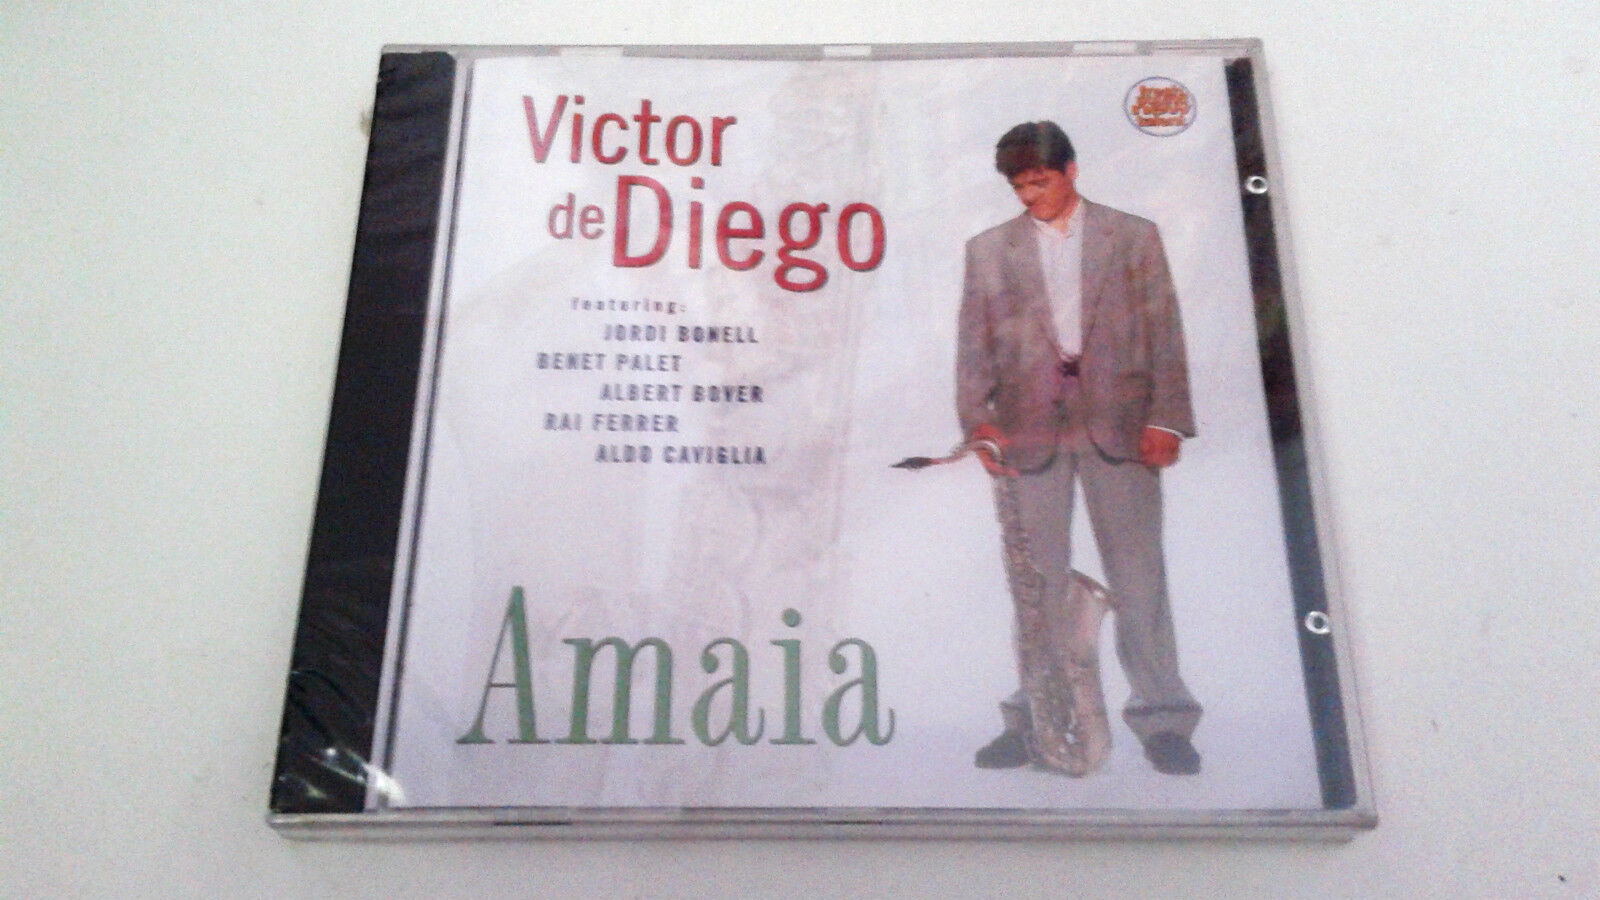 Victor
de Diego
featuring:
JORDI BONELL
BENET PALET
ALBERT BOVER
RAI FERRER
ALDO CAVIGLIA
Amaia